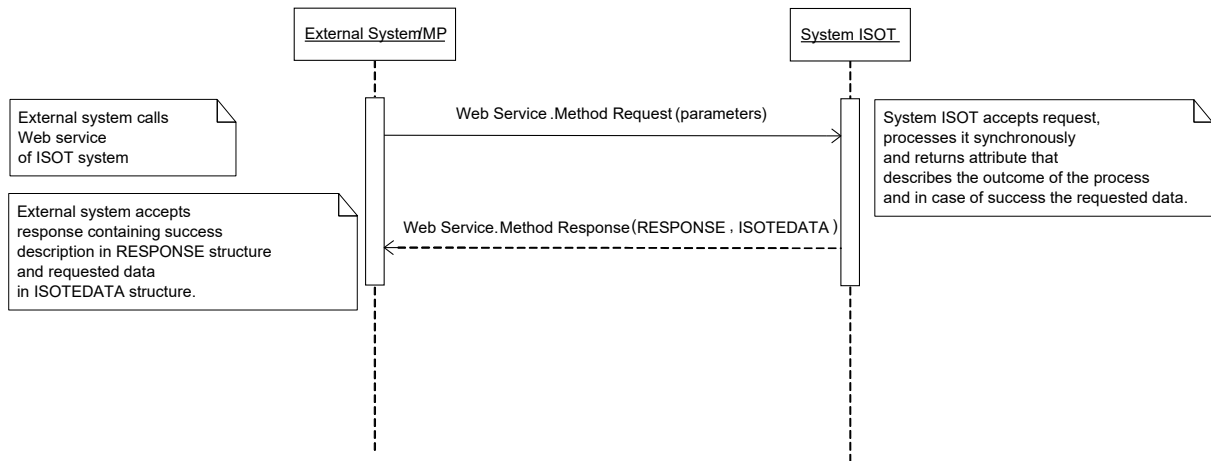 External System/MP
System ISOT
External system calls
Web service
of ISOT system
Web Service.Method Request (parameters)
System ISOT accepts request,
processes it synchronously
and returns attribute that
describes the outcome of the process
and in case of success the requested data.
External system accepts
response containing success
description in RESPONSE structure
and requested data
in ISOTEDATA structure.
Web Service.Method Response (RESPONSE, ISOTEDATA)